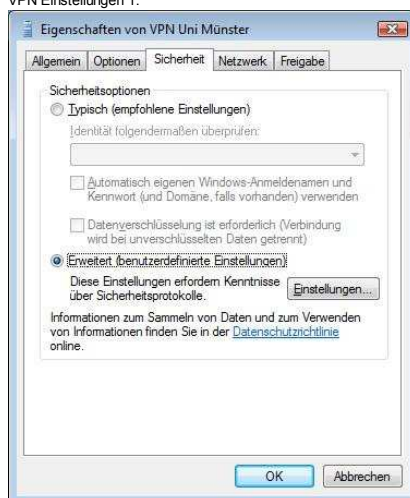 VPN Einstellungen 1:
Eigenschaften von VPN Uni Münster
Allgemein Optionen Sicherheit Netzwerk Freigabe
Sicherheitsoptionen
Typisch (empfohlene Einstellungen)
Identität folgendermaßen überprüfen:
Automatisch eigenen Windows-Anmeldenamen und
Kennwort (und Domäne, falls vorhanden) verwenden
Datenverschlüsselung ist erforderlich (Verbindung
wird bei unverschlüsselten Daten getrennt)
Erweitert (benutzerdefinierte Einstellungen)
Diese Einstellungen erfordern Kenntnisse
über Sicherheitsprotokolle.
Einstellungen...
Informationen zum Sammeln von Daten und zum Verwenden
von Informationen finden Sie in der Datenschutzrichtlinie
online.
OK Abbrechen